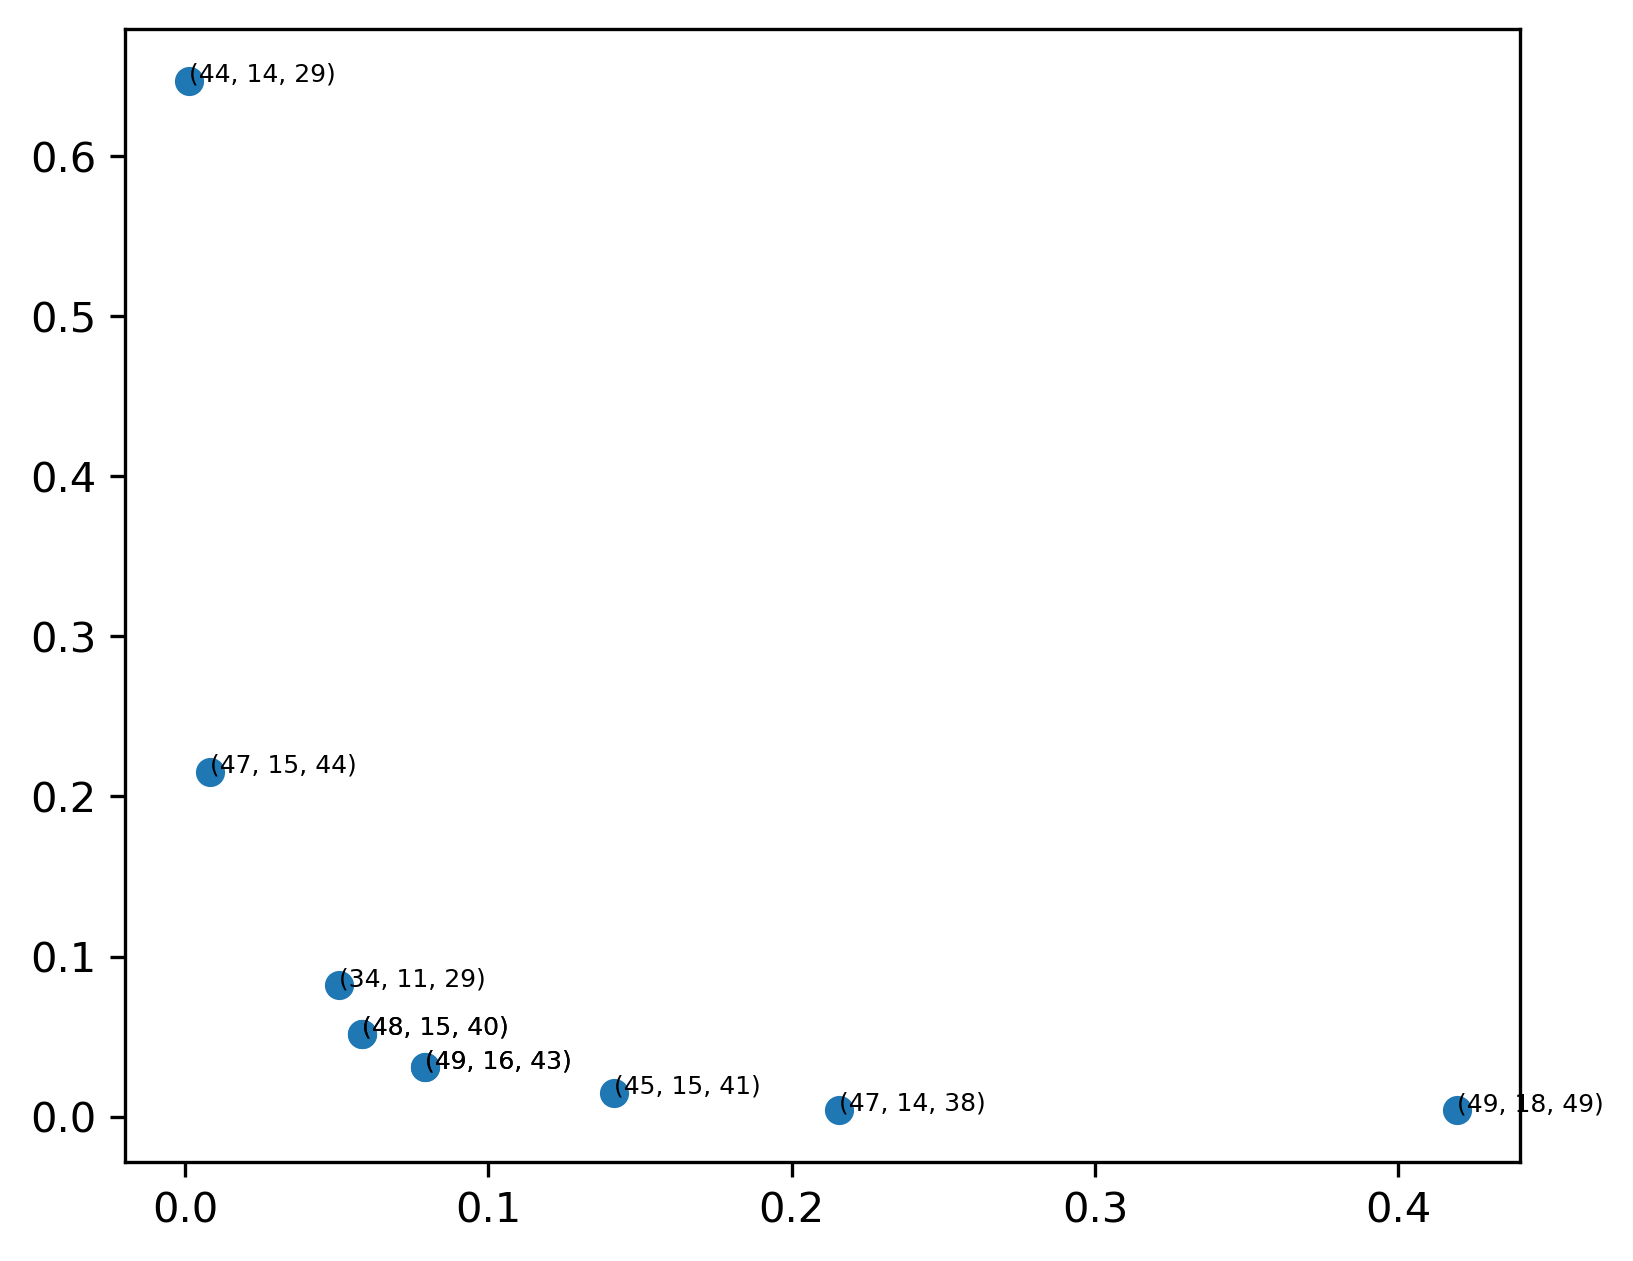 (44, 14, 29)
0.6
0.5
0.4
0.3
(47, 15, 44)
0.2
0.1
(34, 11, 29)
(48, 15, 40)
(49, 16, 43)
(45, 15, 41)
(47, 14, 38)
(49, 18, 49)
0.0
0.0 0.1 0.2 0.3 0.4